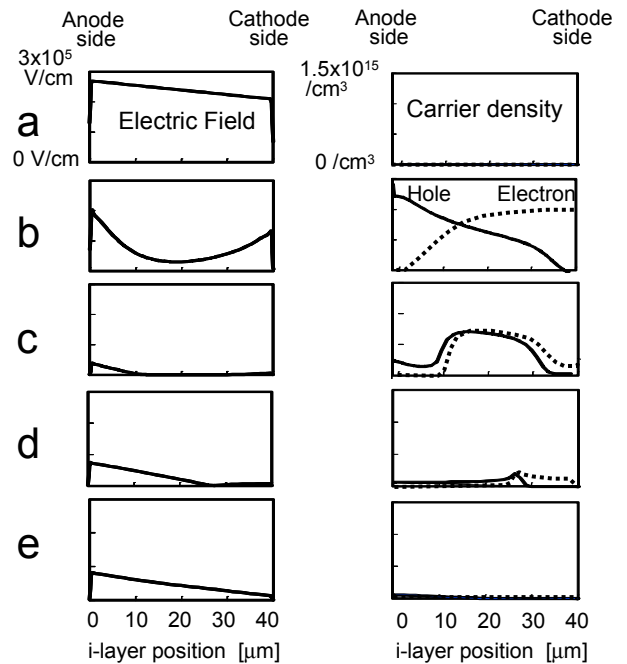 Anode side
Cathode side
Anode side
Cathode side
3x10⁵ V/cm
1.5x10¹⁵ /cm³
a
Electric Field
Carrier density
0 V/cm
0 /cm³
b
Hole
Electron
c
d
e
0 10 20 30 40
0 10 20 30 40
i-layer position [μm]
i-layer position [μm]